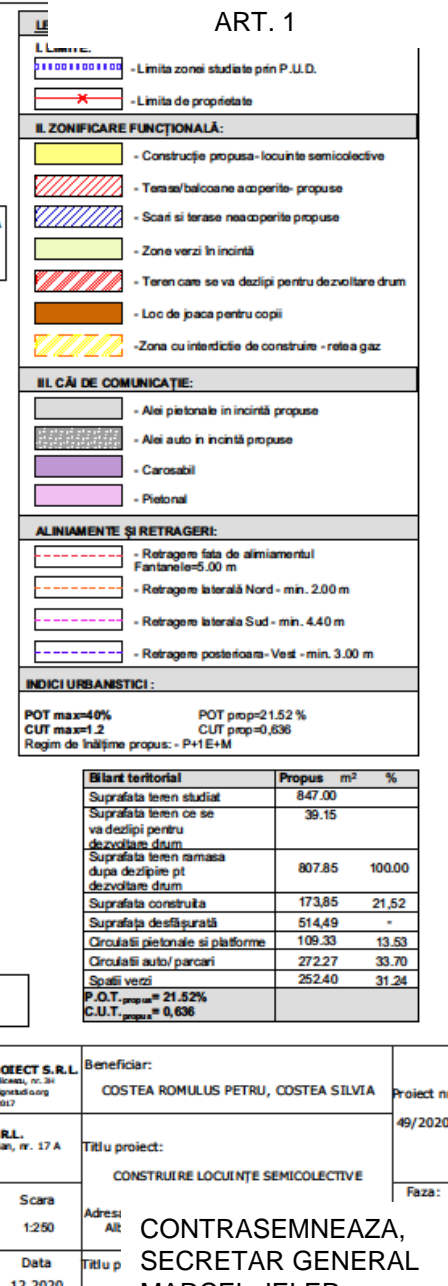 ART. 1
I. LIMITE:
- Limita zonei studiate prin P.U.D.
- Limita de proprietate
II. ZONIFICARE FUNCȚIONALĂ:
- Construcție propusa- locuinte semicolective
- Terase/balcoane acoperite- propuse
- Scari si terase neacoperite propuse
- Zone verzi în incintă
- Teren care se va dezlipi pentru dezvoltare drum
- Loc de joaca pentru copii
-Zona cu interdictie de construire - retea gaz
III. CĂI DE COMUNICAȚIE:
- Alei pietonale in incintă propuse
- Alei auto in incintă propuse
- Carosabil
- Pietonal
ALINIAMENTE ȘI RETRAGERI:
- Retragere fata de alimiamentul
Fantanele=5.00 m
- Retragere laterală Nord - min. 2.00 m
- Retragere laterala Sud - min. 4.40 m
- Retragere posterioara- Vest - min. 3.00 m
INDICI URBANISTICI :
POT max=40% POT prop=21.52 %
CUT max=1.2 CUT prop=0,636
Regim de înălțime propus: - P+1E+M
Bilant teritorial Propus m² %
Suprafata teren studiat 847.00
Suprafata teren ce se
va dezlipi pentru
dezvoltare drum 39.15
Suprafata teren ramasa
dupa dezlipire pt
dezvoltare drum 807.85 100.00
Suprafata construita 173,85 21,52
Suprafața desfășurată 514,49 -
Circulatii pietonale si platforme 109.33 13.53
Circulatii auto/ parcari 272.27 33.70
Spatii verzi 252.40 31.24
P.O.T.propus= 21.52%
C.U.T.propus= 0,636
S.R.L.
nr. 3H
Beneficiar:
COSTEA ROMULUS PETRU, COSTEA SILVIA
Proiect
49/2020
nr. 17 A
Titlu proiect:
CONSTRUIRE LOCUINȚE SEMICOLECTIVE
Faza:
Scara
1:250
CONTRASEMNEAZA,
Data
Titlu
SECRETAR GENERAL
12.2020